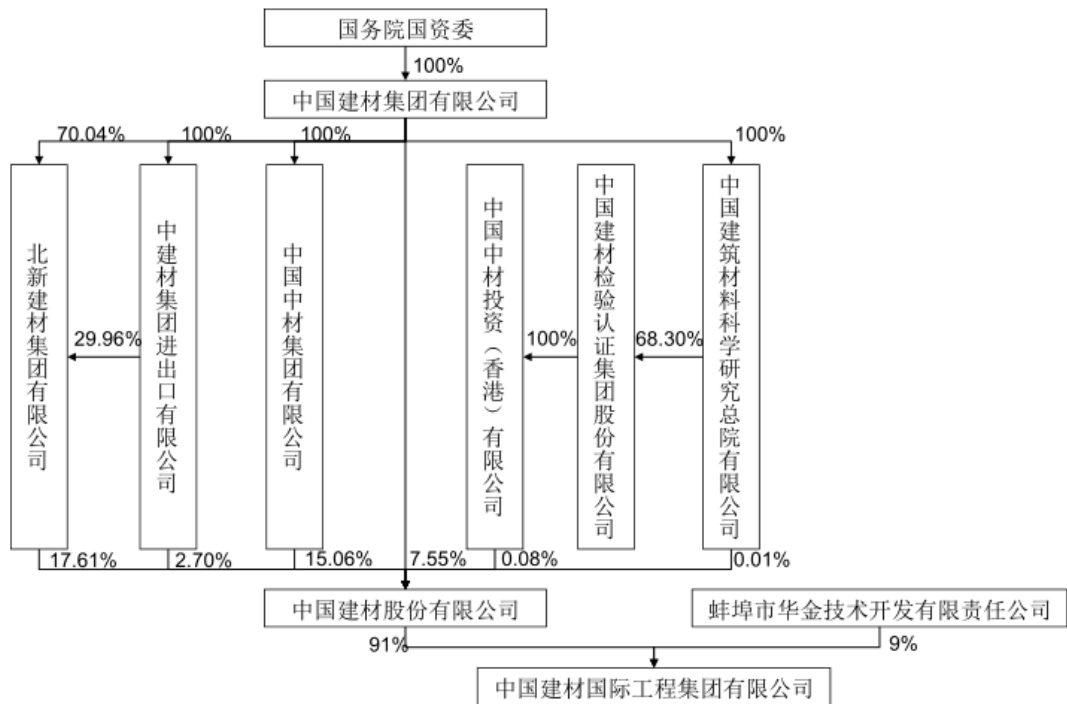 国务院国资委
100%
中国建材集团有限公司
70.04%
100%
100%
100%
北新建材集团有限公司
29.96%
中建材集团进出口有限公司
中国中材集团有限公司
中国中材投资（香港）有限公司
100%
中国建材检验认证集团股份有限公司
68.30%
中国建筑材料科学研究总院有限公司
17.61%
2.70%
15.06%
7.55%
0.08%
0.01%
中国建材股份有限公司
蚌埠市华金技术开发有限责任公司
91%
9%
中国建材国际工程集团有限公司